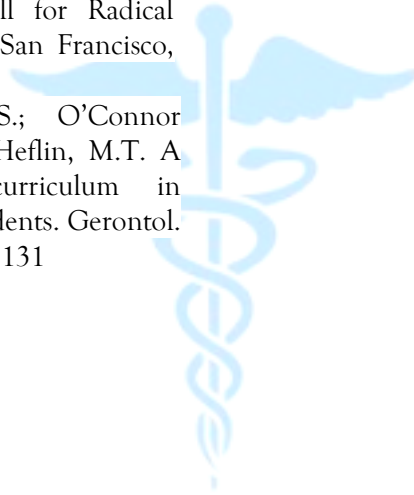 ll for Radical
San Francisco,
S.; O’Connor
Heflin, M.T. A
curriculum in
dents. Gerontol.
131